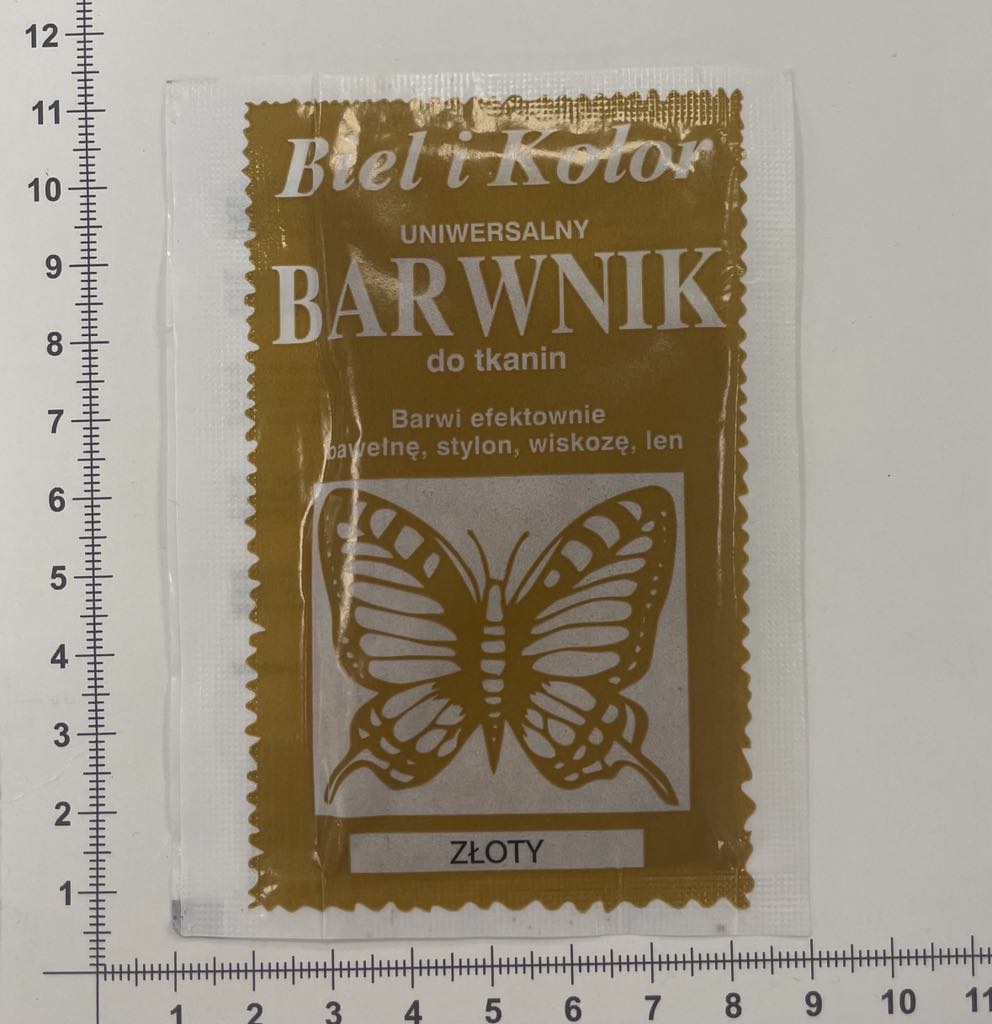 Biel i Kolor
UNIWERSALNY
BARWNIK
do tkanin
Barwi efektownie
bawełnę, stylon, wiskozę, len
ZŁOTY
12
11
10
9
8
7
6
5
4
3
2
1
1 2 3 4 5 6 7 8 9 10 11